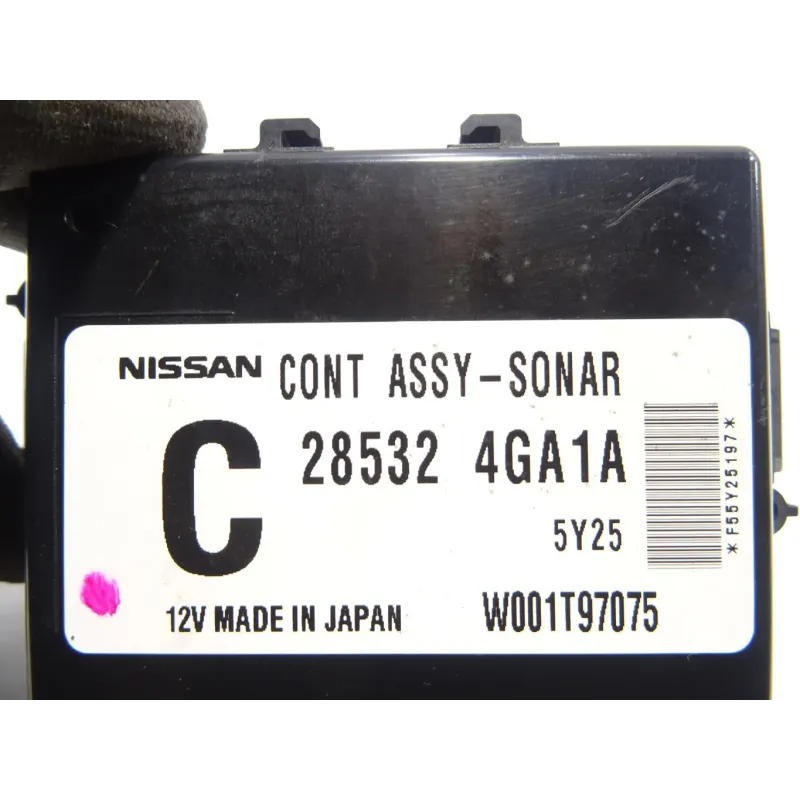 NISSAN CONT ASSY-SONAR
C 28532 4GA1A
5Y25
12V MADE IN JAPAN W001T97075
*F55Y25197*